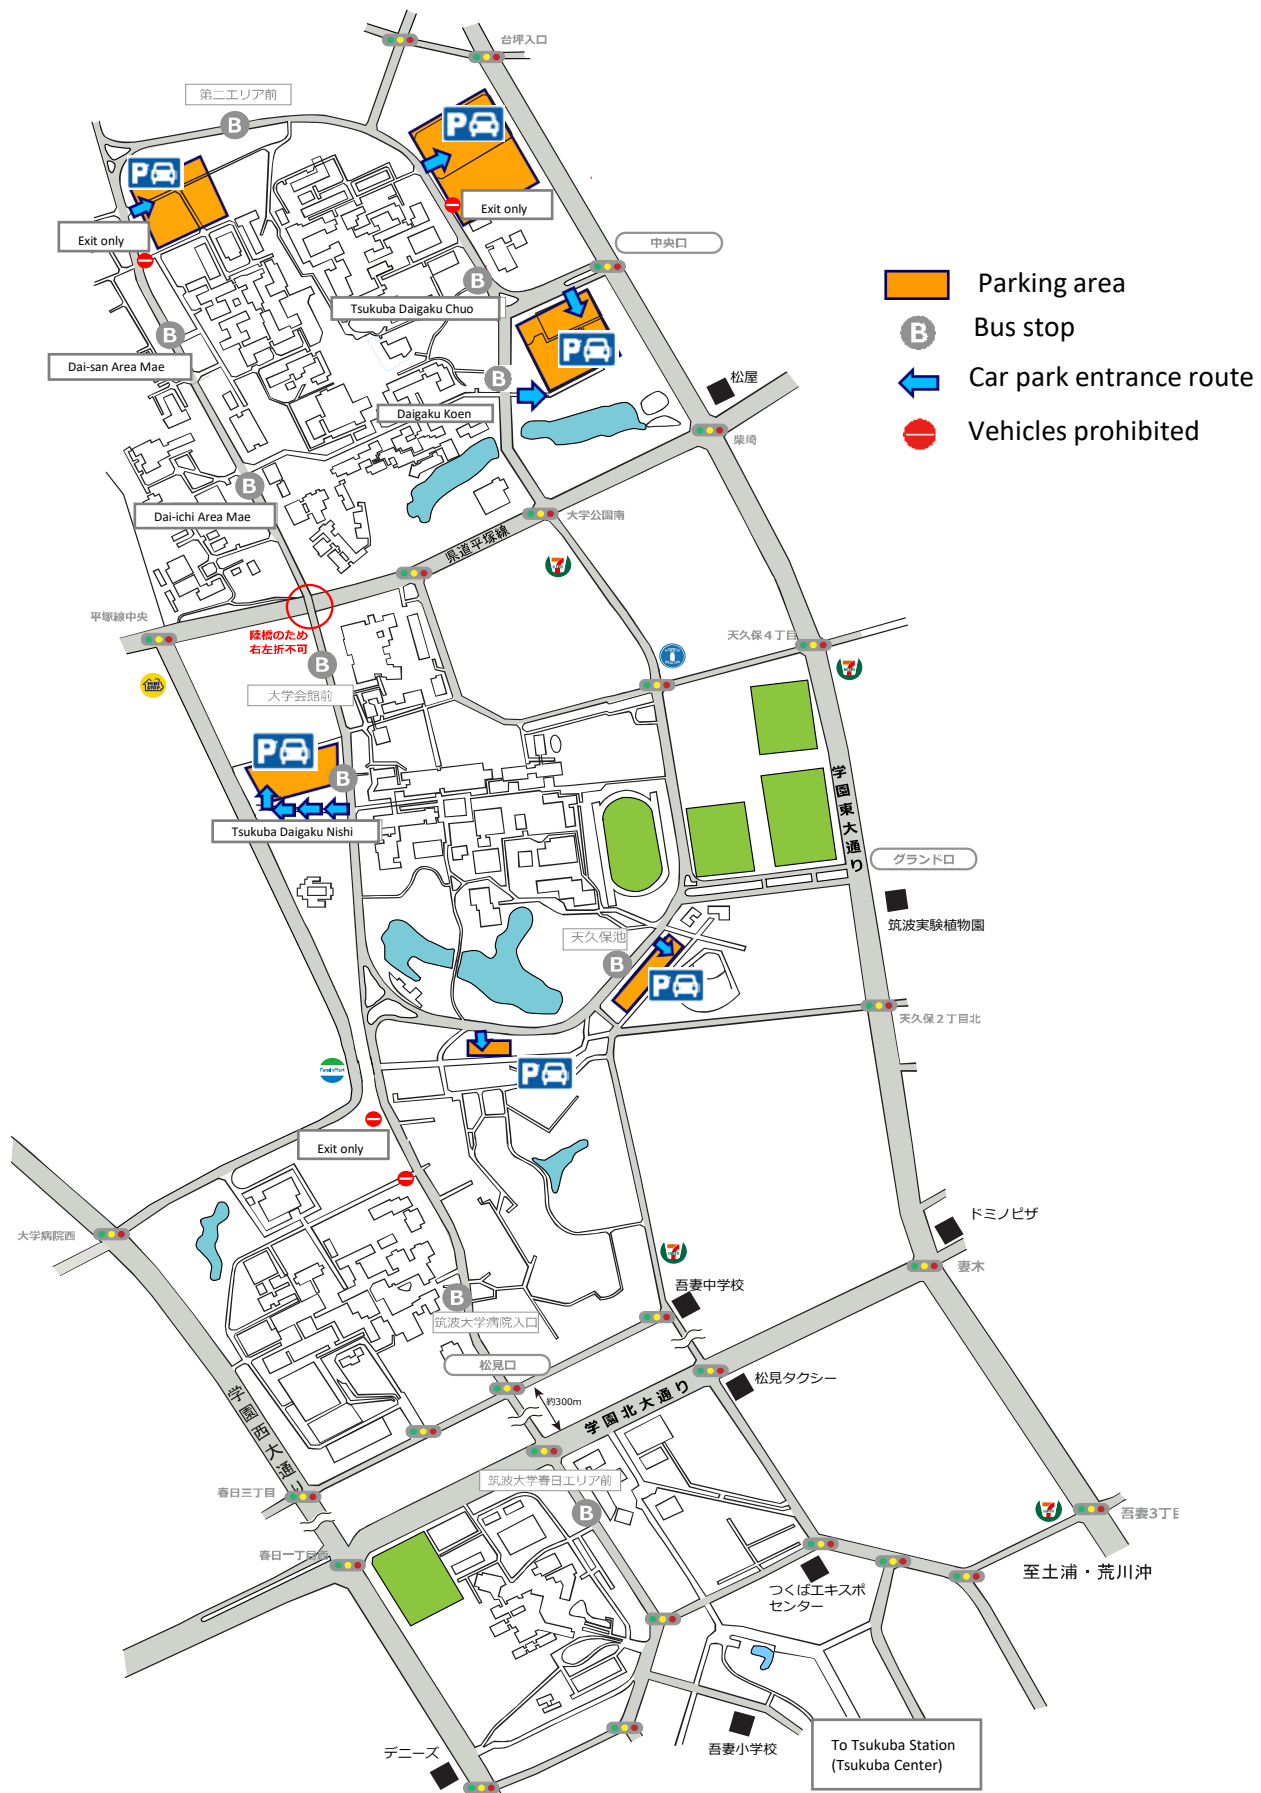 台坪入口
第二エリア前
B
P
P
Exit only
Exit only
中央口
B
Tsukuba Daigaku Chuo
Parking area
B
Bus stop
Car park entrance route
Vehicles prohibited
B
Dai-san Area Mae
P
B
Daigaku Koen
松屋
柴崎
B
Dai-ichi Area Mae
大学公園南
県道平塚線
7
平塚線中央
陸橋のため
右左折不可
天久保4丁目
7
MINI
STOP
B
大学会館前
P
B
Tsukuba Daigaku Nishi
学園東大通り
グランド口
筑波実験植物園
天久保池
B
P
天久保2丁目北
FamilyMart
P
Exit only
大学病院西
ドミノピザ
妻木
7
吾妻中学校
B
筑波大学病院入口
松見口
約300m
松見タクシー
学園北大通り
学園西大通り
筑波大学春日エリア前
B
春日三丁目
春日一丁目西
7
吾妻3丁目
至土浦・荒川沖
つくばエキスポ
センター
To Tsukuba Station
(Tsukuba Center)
吾妻小学校
デニーズ